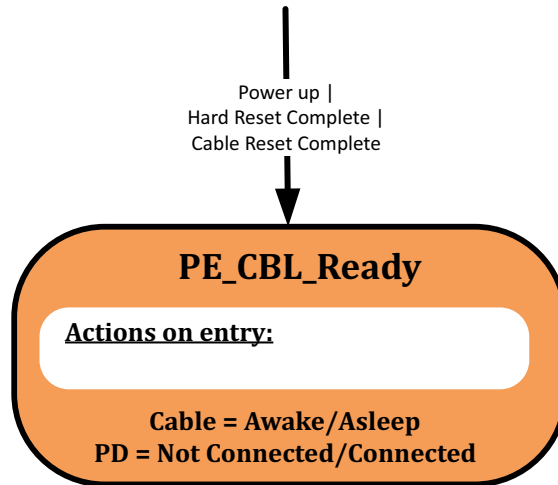 Power up |
Hard Reset Complete |
Cable Reset Complete
PE_CBL_Ready
Actions on entry:
Cable = Awake/Asleep
PD = Not Connected/Connected